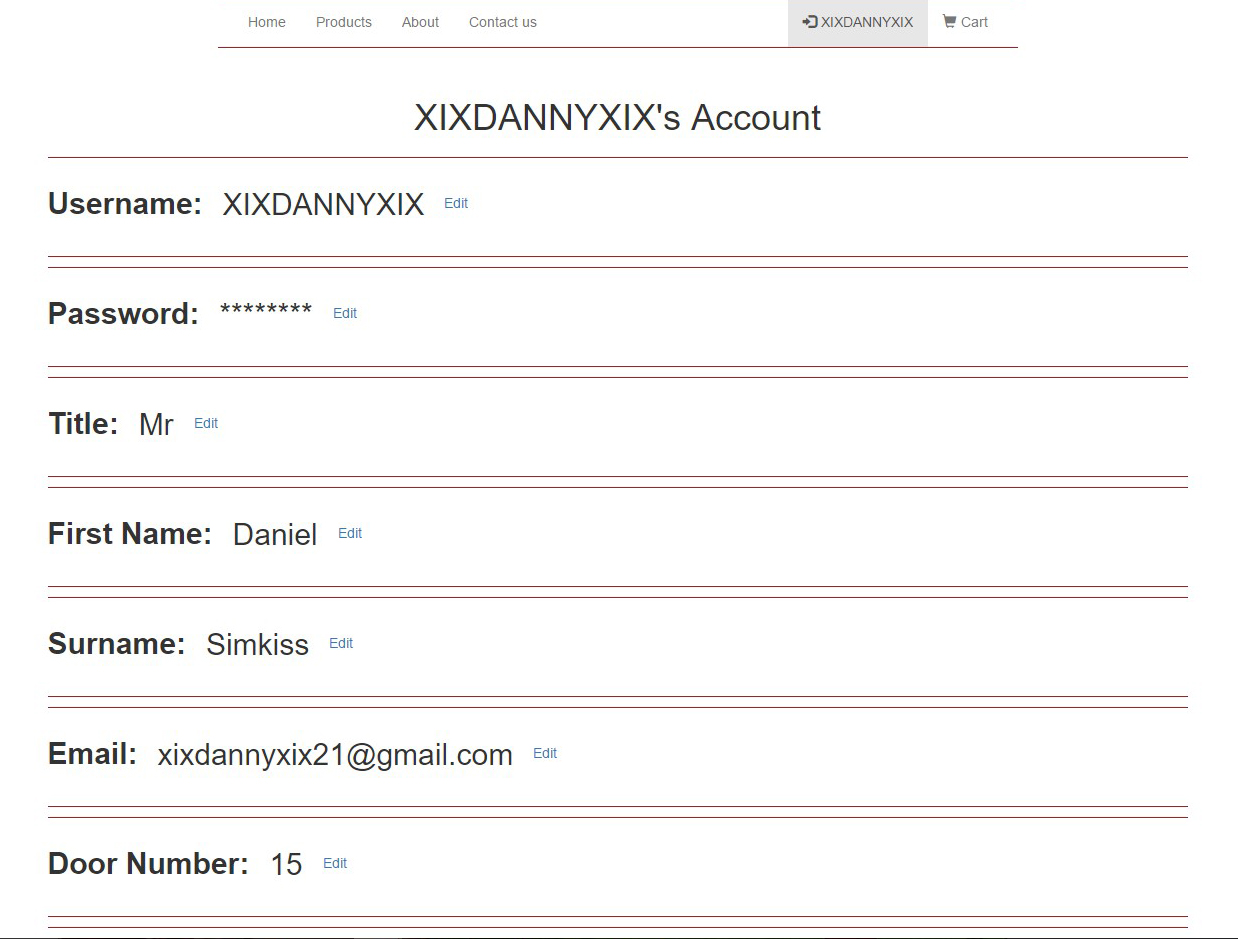 Home Products About Contact us XIXDANNYXIX Cart
XIXDANNYXIX's Account
Username: XIXDANNYXIX Edit
Password: ******** Edit
Title: Mr Edit
First Name: Daniel Edit
Surname: Simkiss Edit
Email: xixdannyxix21@gmail.com Edit
Door Number: 15 Edit